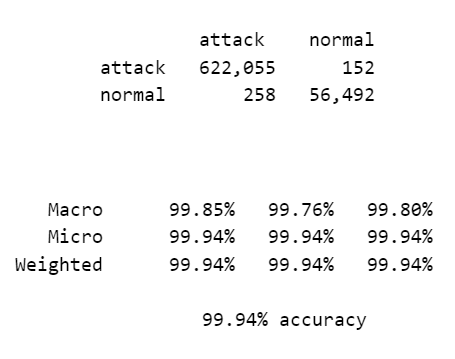 attack normal
attack 622,055 152
normal 258 56,492
Macro 99.85% 99.76% 99.80%
Micro 99.94% 99.94% 99.94%
Weighted 99.94% 99.94% 99.94%
99.94% accuracy